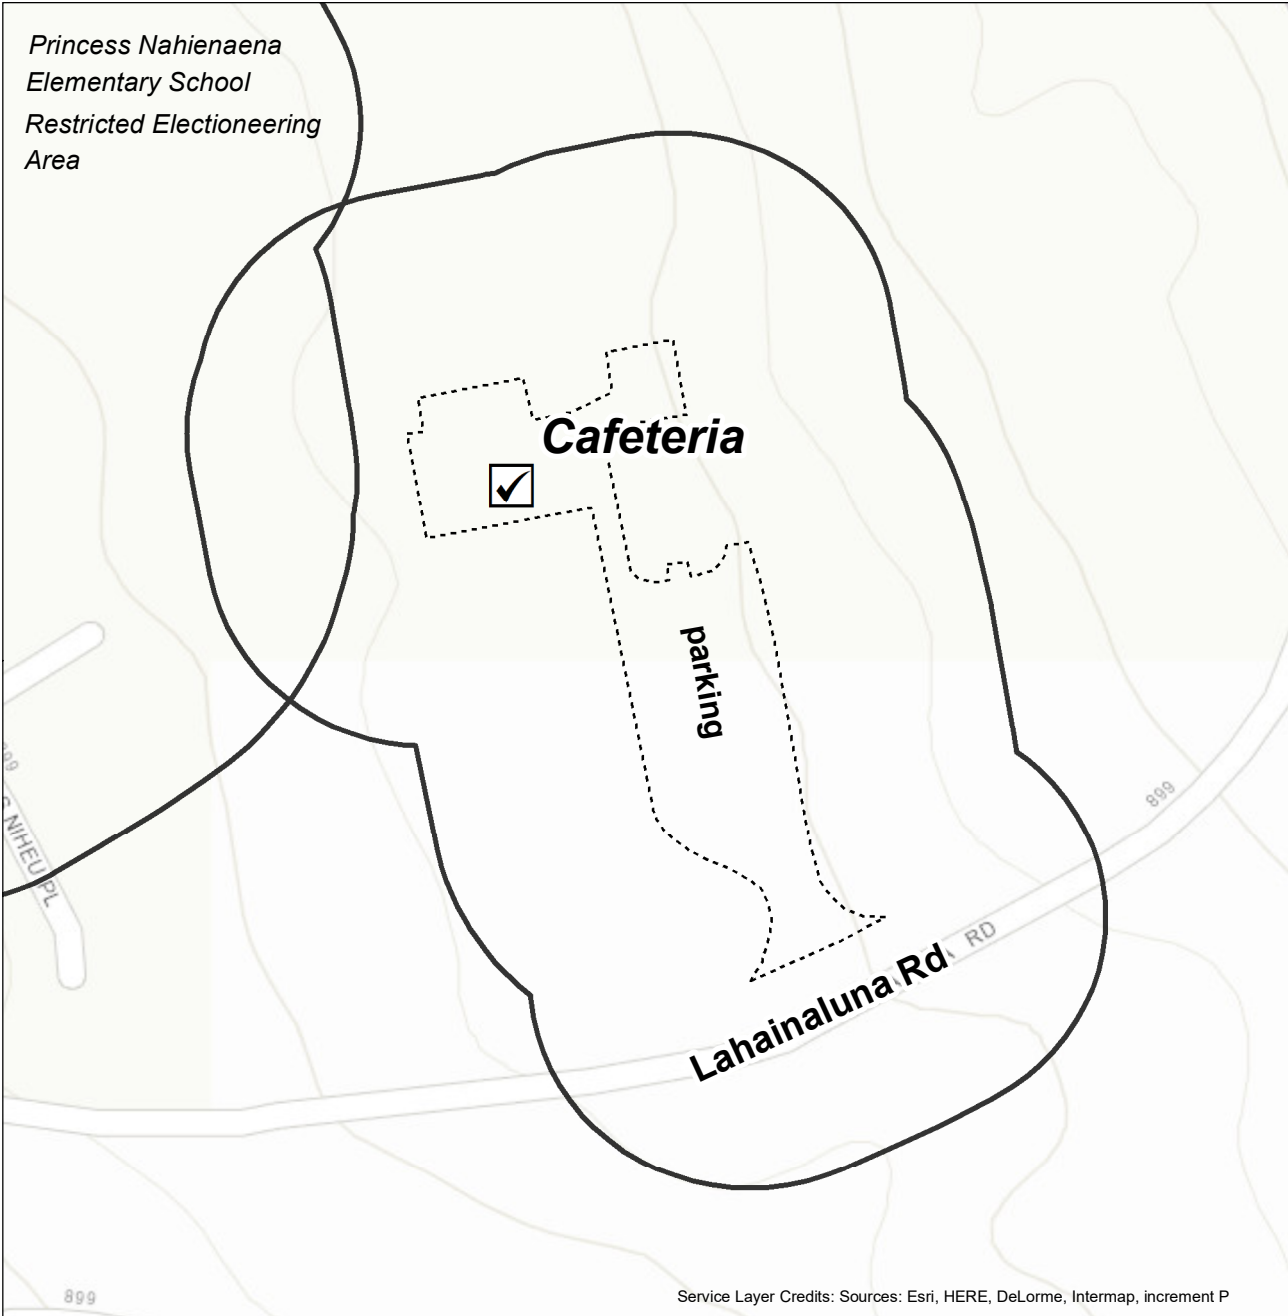 Princess Nahienaena
Elementary School
Restricted Electioneering
Area
Cafeteria
parking
899
899
S NIHEU PL
RD
Lahainaluna Rd
899
Service Layer Credits: Sources: Esri, HERE, DeLorme, Intermap, increment P